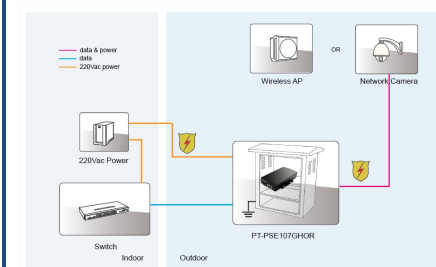 data & power
data
220Vac power
Wireless AP
OR
Network Camera
220Vac Power
PT-PSE107GHOR
Switch
Indoor
Outdoor